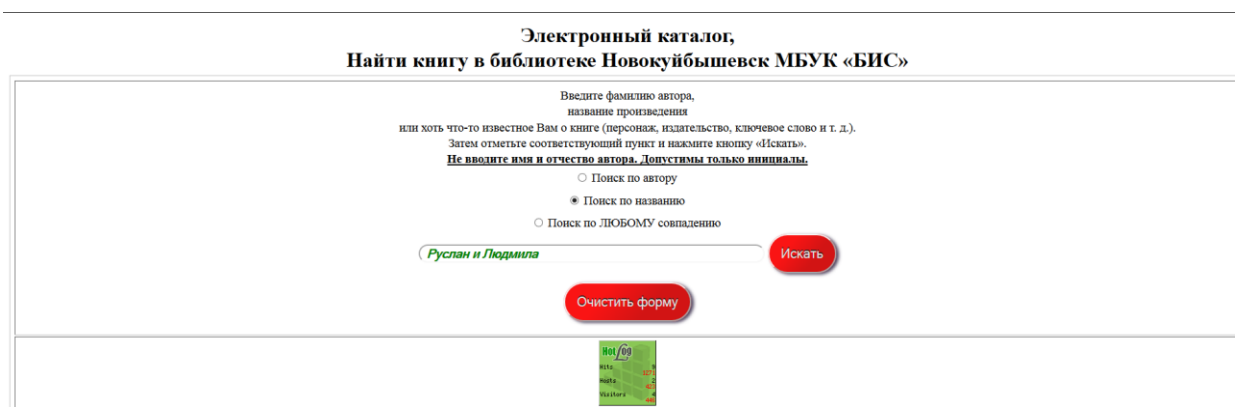 Электронный каталог,
Найти книгу в библиотеке Новокуйбышевск МБУК «БИС»
Введите фамилию автора,
название произведения
или хоть что-то известное Вам о книге (персонаж, издательство, ключевое слово и т. д.).
Затем отметьте соответствующий пункт и нажмите кнопку «Искать».
Не вводите имя и отчество автора. Допустимы только инициалы.
Поиск по автору
Поиск по названию
Поиск по ЛЮБОМУ совпадению
Руслан и Людмила Искать
Очистить форму
HotLog
Hits
Hosts
Visitors